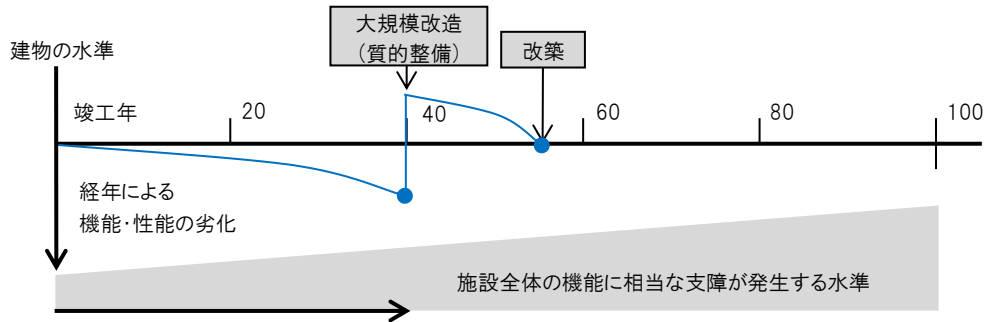 大規模改造
（質的整備）
改築
建物の水準
竣工年
20
40
60
80
100
経年による
機能・性能の劣化
施設全体の機能に相当な支障が発生する水準